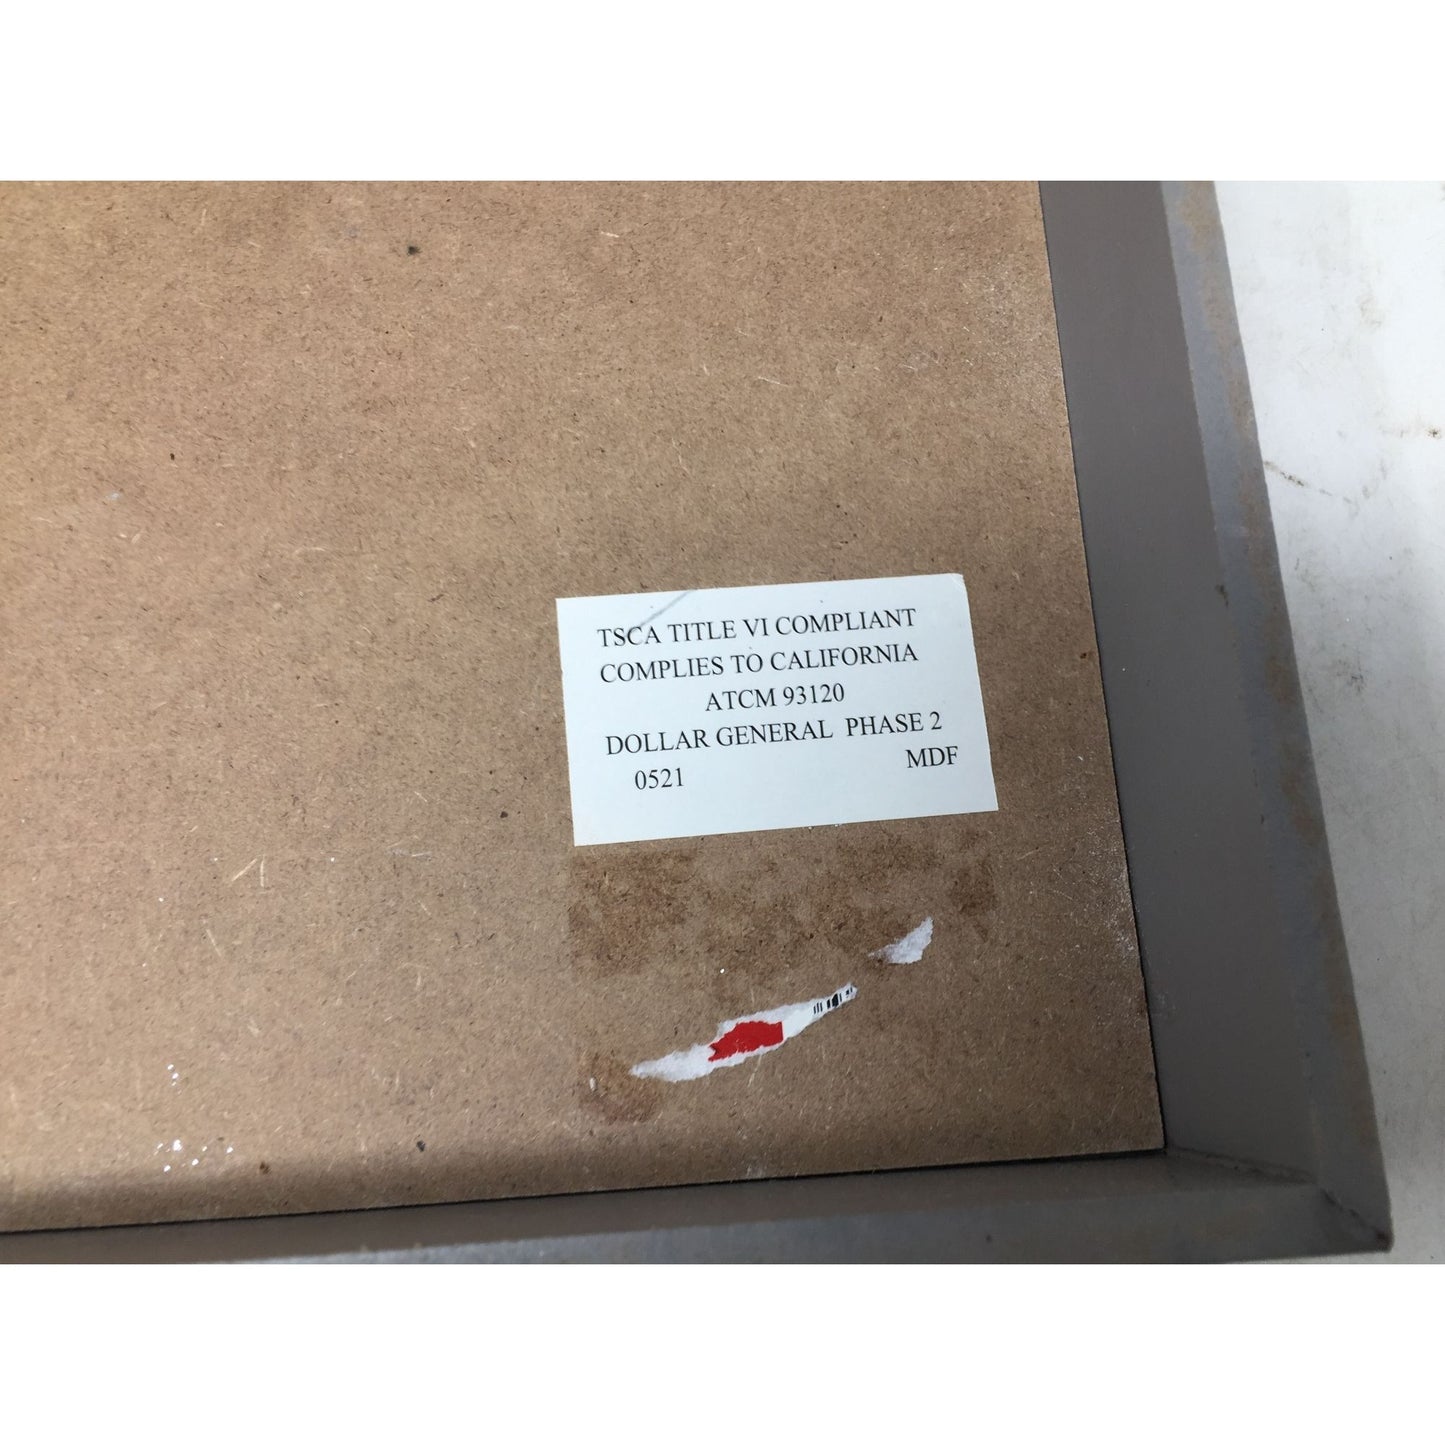 TSCA TITLE VI COMPLIANT
COMPLIES TO CALIFORNIA
ATCM 93120
DOLLAR GENERAL PHASE 2
0521 MDF